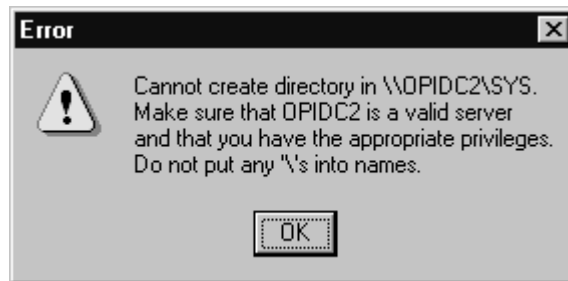 Error
Cannot create directory in \\OPIDC2\SYS.
Make sure that OPIDC2 is a valid server
and that you have the appropriate privileges.
Do not put any '\'s into names.
OK